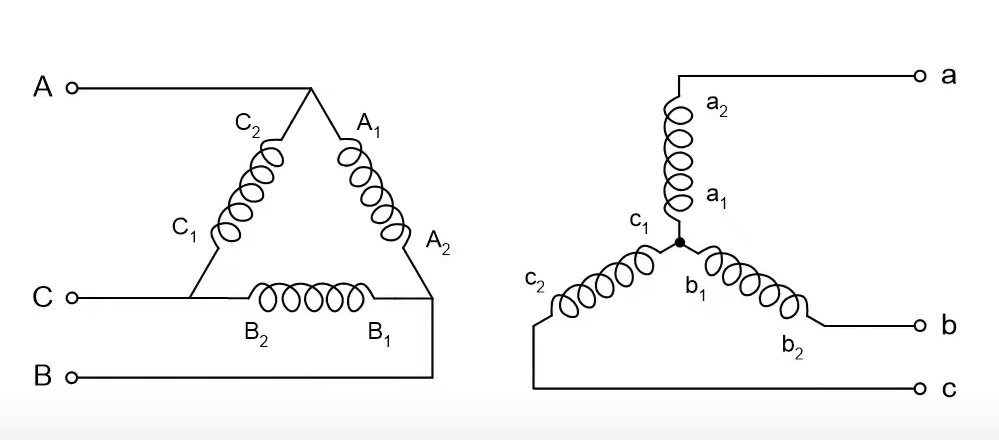 A
C₂
A₁
C₁
A₂
C
B₂
B₁
B
a
a₂
a₁
c₁
c₂
b₁
b
b₂
c